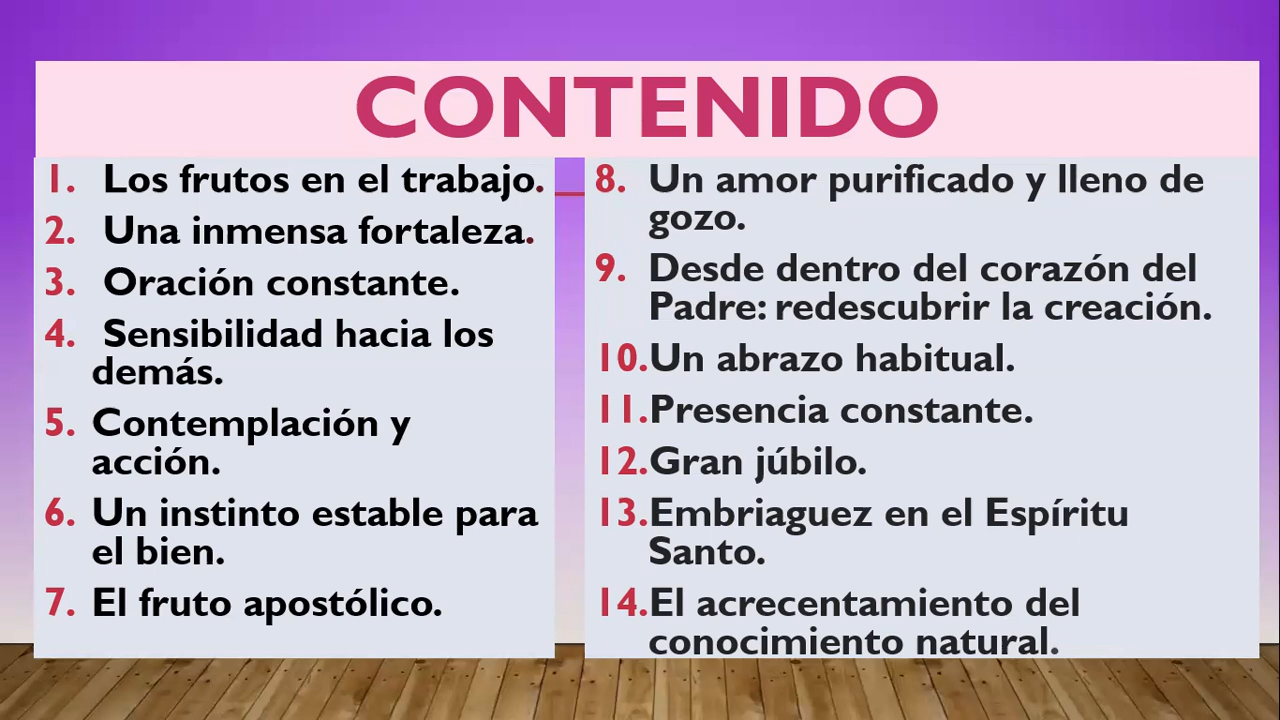 CONTENIDO
1. Los frutos en el trabajo.
2. Una inmensa fortaleza.
3. Oración constante.
4. Sensibilidad hacia los
demás.
5. Contemplación y
acción.
6. Un instinto estable para
el bien.
7. El fruto apostólico.
8. Un amor purificado y lleno de
gozo.
9. Desde dentro del corazón del
Padre: redescubrir la creación.
10. Un abrazo habitual.
11. Presencia constante.
12. Gran júbilo.
13. Embriaguez en el Espíritu
Santo.
14. El acrecentamiento del
conocimiento natural.